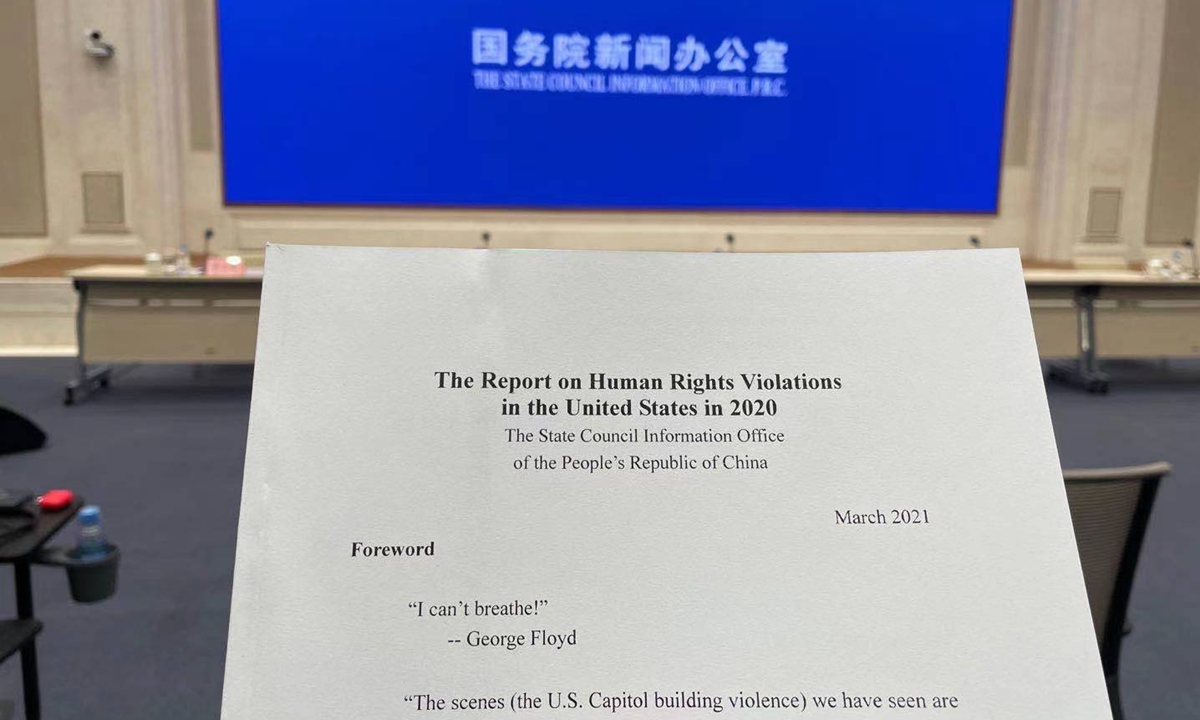 国务院新闻办公室
THE STATE COUNCIL INFORMATION OFFICE, P.R.C.
The Report on Human Rights Violations
in the United States in 2020
The State Council Information Office
of the People’s Republic of China
March 2021
Foreword
“I can’t breathe!”
-- George Floyd
“The scenes (the U.S. Capitol building violence) we have seen are